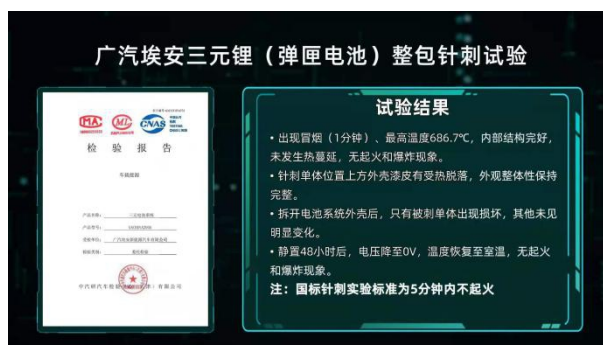 广汽埃安三元锂（弹匣电池）整包针刺试验
MA
CNAS
检 验 报 告
试验结果
• 出现冒烟（1分钟）、最高温度686.7℃，内部结构完好，
未发生热蔓延，无起火和爆炸现象。
• 针刺单体位置上方外壳漆皮有受热脱落，外观整体性保持
完整。
• 拆开电池系统外壳后，只有被刺单体出现损坏，其他未见
明显变化。
• 静置48小时后，电压降至0V，温度恢复至室温，无起火
和爆炸现象。
注：国标针刺实验标准为5分钟内不起火